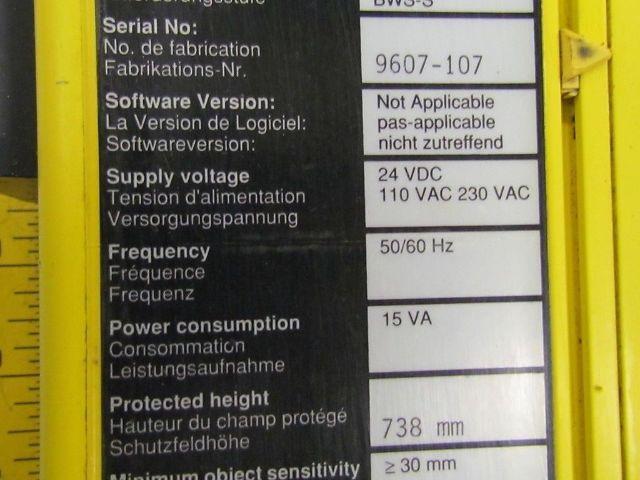 BWS-S
Serial No:
No. de fabrication
Fabrikations-Nr.
9607-107
Software Version:
La Version de Logiciel:
Softwareversion:
Not Applicable
pas-applicable
nicht zutreffend
Supply voltage
Tension d'alimentation
Versorgungspannung
24 VDC
110 VAC 230 VAC
Frequency
Fréquence
Frequenz
50/60 Hz
Power consumption
Consommation
Leistungsaufnahme
15 VA
Protected height
Hauteur du champ protégé
Schutzfeldhöhe
738 mm
Minimum object sensitivity
≥ 30 mm